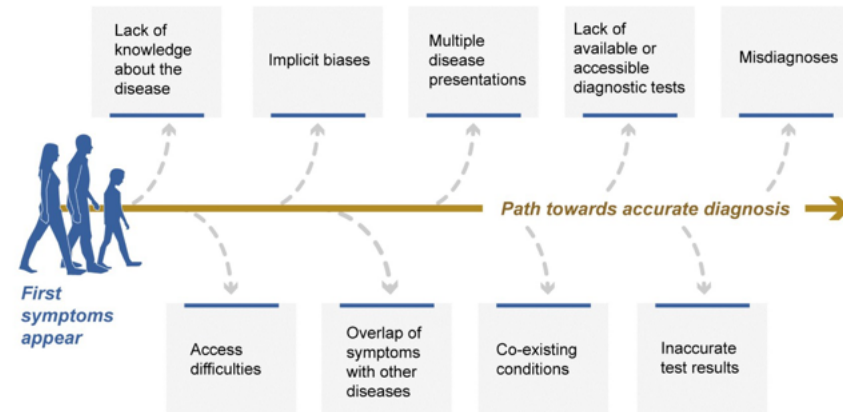 Lack of
knowledge
about the
disease
Implicit biases
Multiple
disease
presentations
Lack of
available or
accessible
diagnostic tests
Misdiagnoses
Path towards accurate diagnosis
First
symptoms
appear
Access
difficulties
Overlap of
symptoms
with other
diseases
Co-existing
conditions
Inaccurate
test results